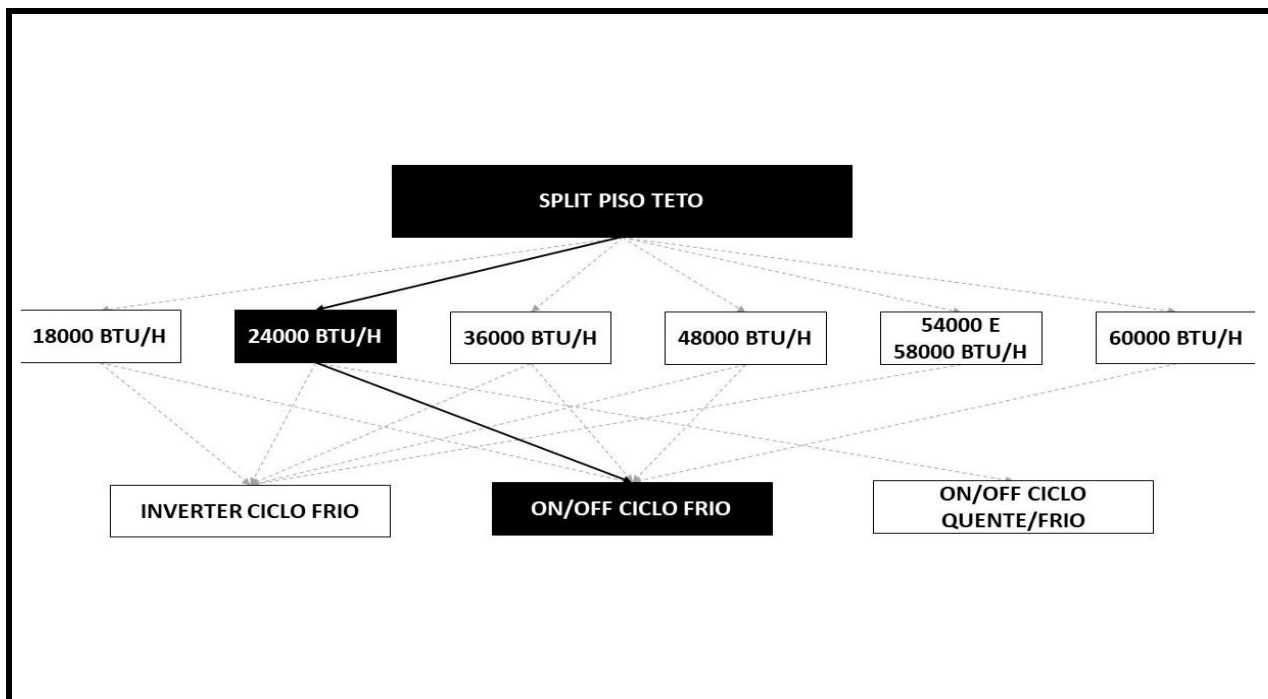 SPLIT PISO TETO
18000 BTU/H
24000 BTU/H
36000 BTU/H
48000 BTU/H
54000 E
58000 BTU/H
60000 BTU/H
INVERTER CICLO FRIO
ON/OFF CICLO FRIO
ON/OFF CICLO
QUENTE/FRIO